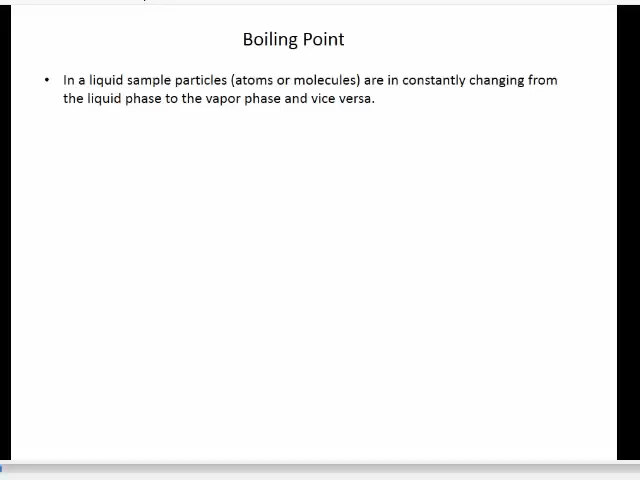 Boiling Point
• In a liquid sample particles (atoms or molecules) are in constantly changing from
the liquid phase to the vapor phase and vice versa.